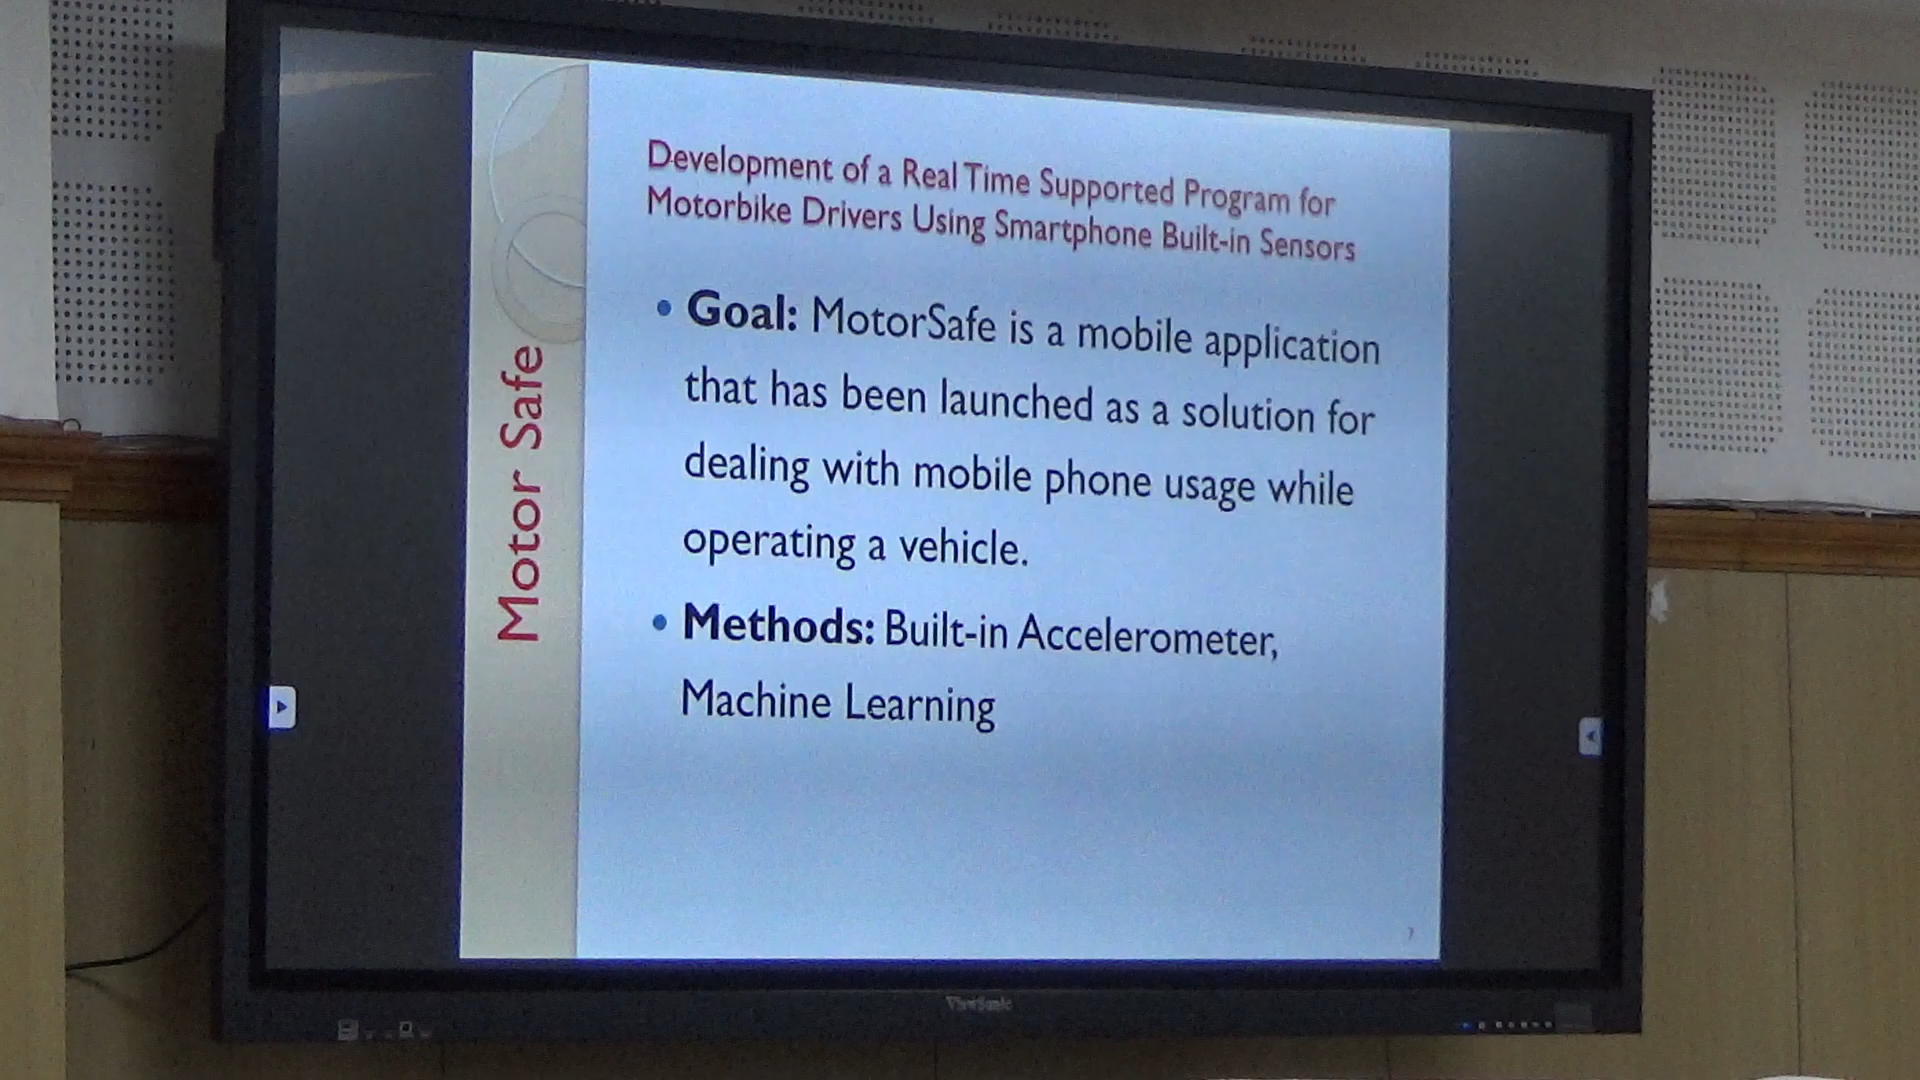 Development of a Real Time Supported Program for
Motorbike Drivers Using Smartphone Built-in Sensors
Motor Safe
• Goal: MotorSafe is a mobile application
that has been launched as a solution for
dealing with mobile phone usage while
operating a vehicle.
• Methods: Built-in Accelerometer,
Machine Learning
7
ViewSonic